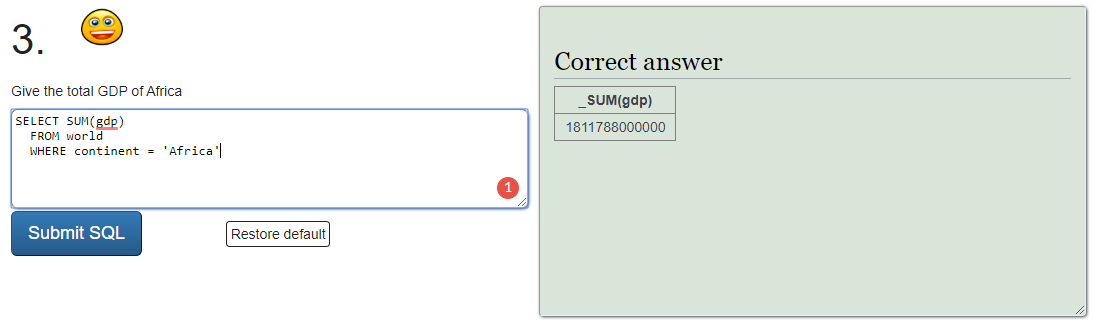 3.
Give the total GDP of Africa
SELECT SUM(gdp)
FROM world
WHERE continent = 'Africa'
1
Submit SQL
Restore default
Correct answer
_SUM(gdp)
1811788000000